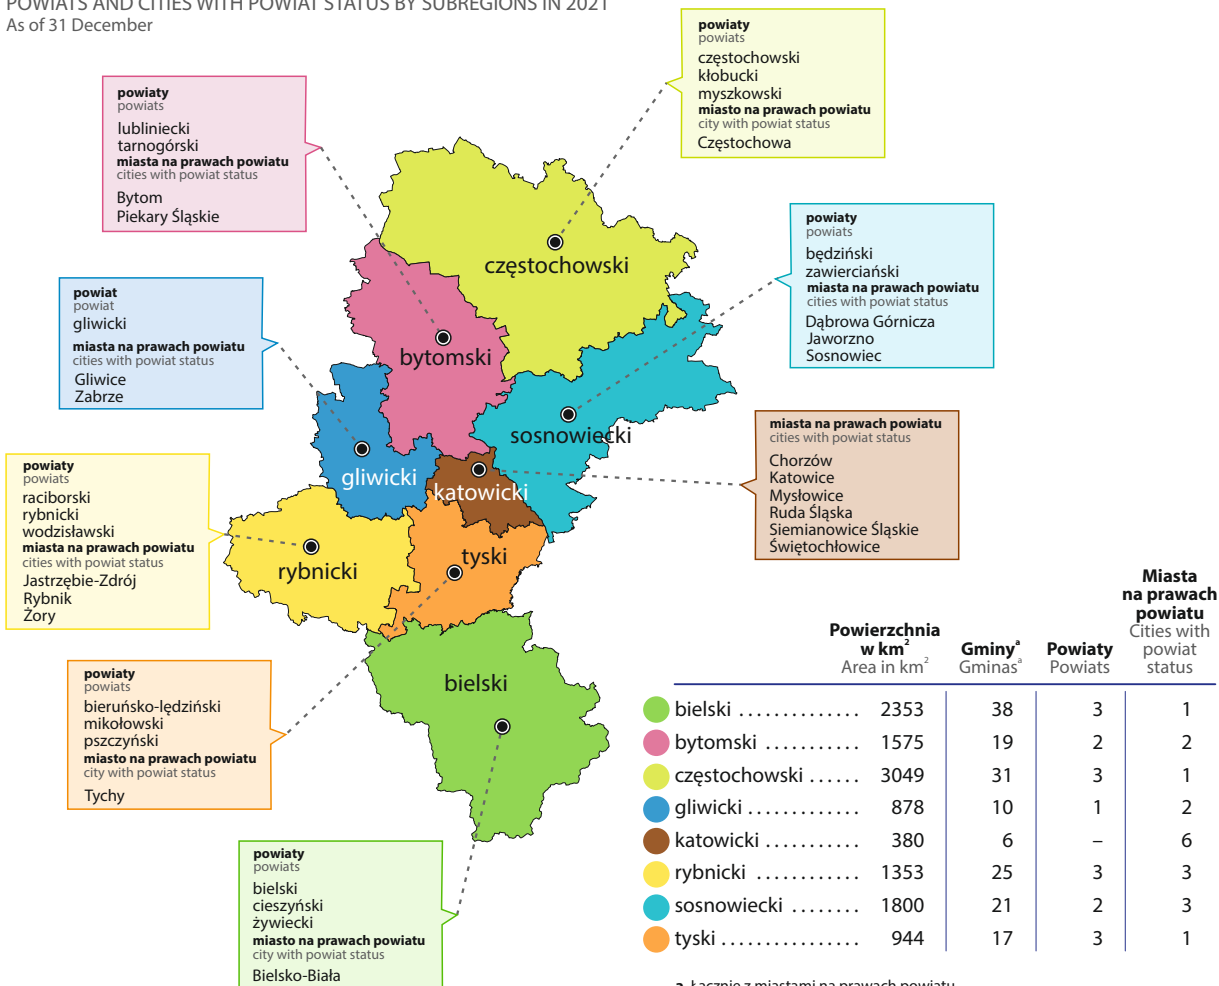 POWIATS AND CITIES WITH POWIAT STATUS BY SUBREGIONS IN 2021
As of 31 December
powiaty
powiats
częstochowski
kłobucki
myszkowski
miasto na prawach powiatu
city with powiat status
Częstochowa
powiaty
powiats
lubliniecki
tarnogórski
miasta na prawach powiatu
cities with powiat status
Bytom
Piekary Śląskie
powiaty
powiats
będziński
zawierciański
miasta na prawach powiatu
cities with powiat status
Dąbrowa Górnicza
Jaworzno
Sosnowiec
powiat
powiat
gliwicki
miasta na prawach powiatu
cities with powiat status
Gliwice
Zabrze
częstochowski
bytomski
sosnowiecki
gliwicki
katowicki
rybnicki
tyski
bielski
miasta na prawach powiatu
cities with powiat status
Chorzów
Katowice
Mysłowice
Ruda Śląska
Siemianowice Śląskie
Świętochłowice
powiaty
powiats
raciborski
rybnicki
wodzisławski
miasta na prawach powiatu
cities with powiat status
Jastrzębie-Zdrój
Rybnik
Żory
powiaty
powiats
bieruńsko-lędziński
mikołowski
pszczyński
miasto na prawach powiatu
city with powiat status
Tychy
powiaty
powiats
bielski
cieszyński
żywiecki
miasto na prawach powiatu
city with powiat status
Bielsko-Biała
Powierzchnia
w km²
Area in km²
Gminyᵃ
Gminasᵃ
Powiaty
Powiats
Miasta
na prawach
powiatu
Cities with
powiat
status
bielski .............. 2353 38 3 1
bytomski ........... 1575 19 2 2
częstochowski ...... 3049 31 3 1
gliwicki ................ 878 10 1 2
katowicki ............ 380 6 – 6
rybnicki ............ 1353 25 3 3
sosnowiecki ........ 1800 21 2 3
tyski ................ 944 17 3 1
a Łącznie z miastami na prawach powiatu